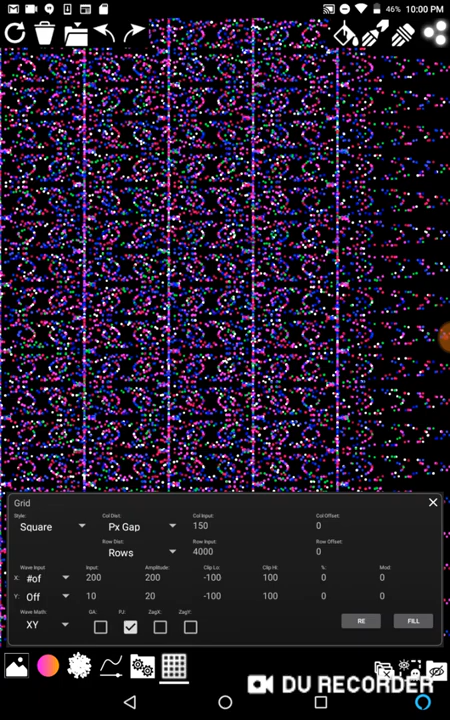 46% 10:00 PM
Grid
Style: Col Dist: Col Input: Col Offset:
Square Px Gap 150 0
Row Dist: Row Input: Row Offset:
Rows 4000 0
Wave Input Input: Amplitude: Clip Lo: Clip Hi: %: Mod:
X: #of 200 200 -100 100 0 0
Y: Off 10 20 -100 100 0 0
Wave Math: QA: PJ: ZagX: ZagY:
XY RE FILL
DU RECORDER